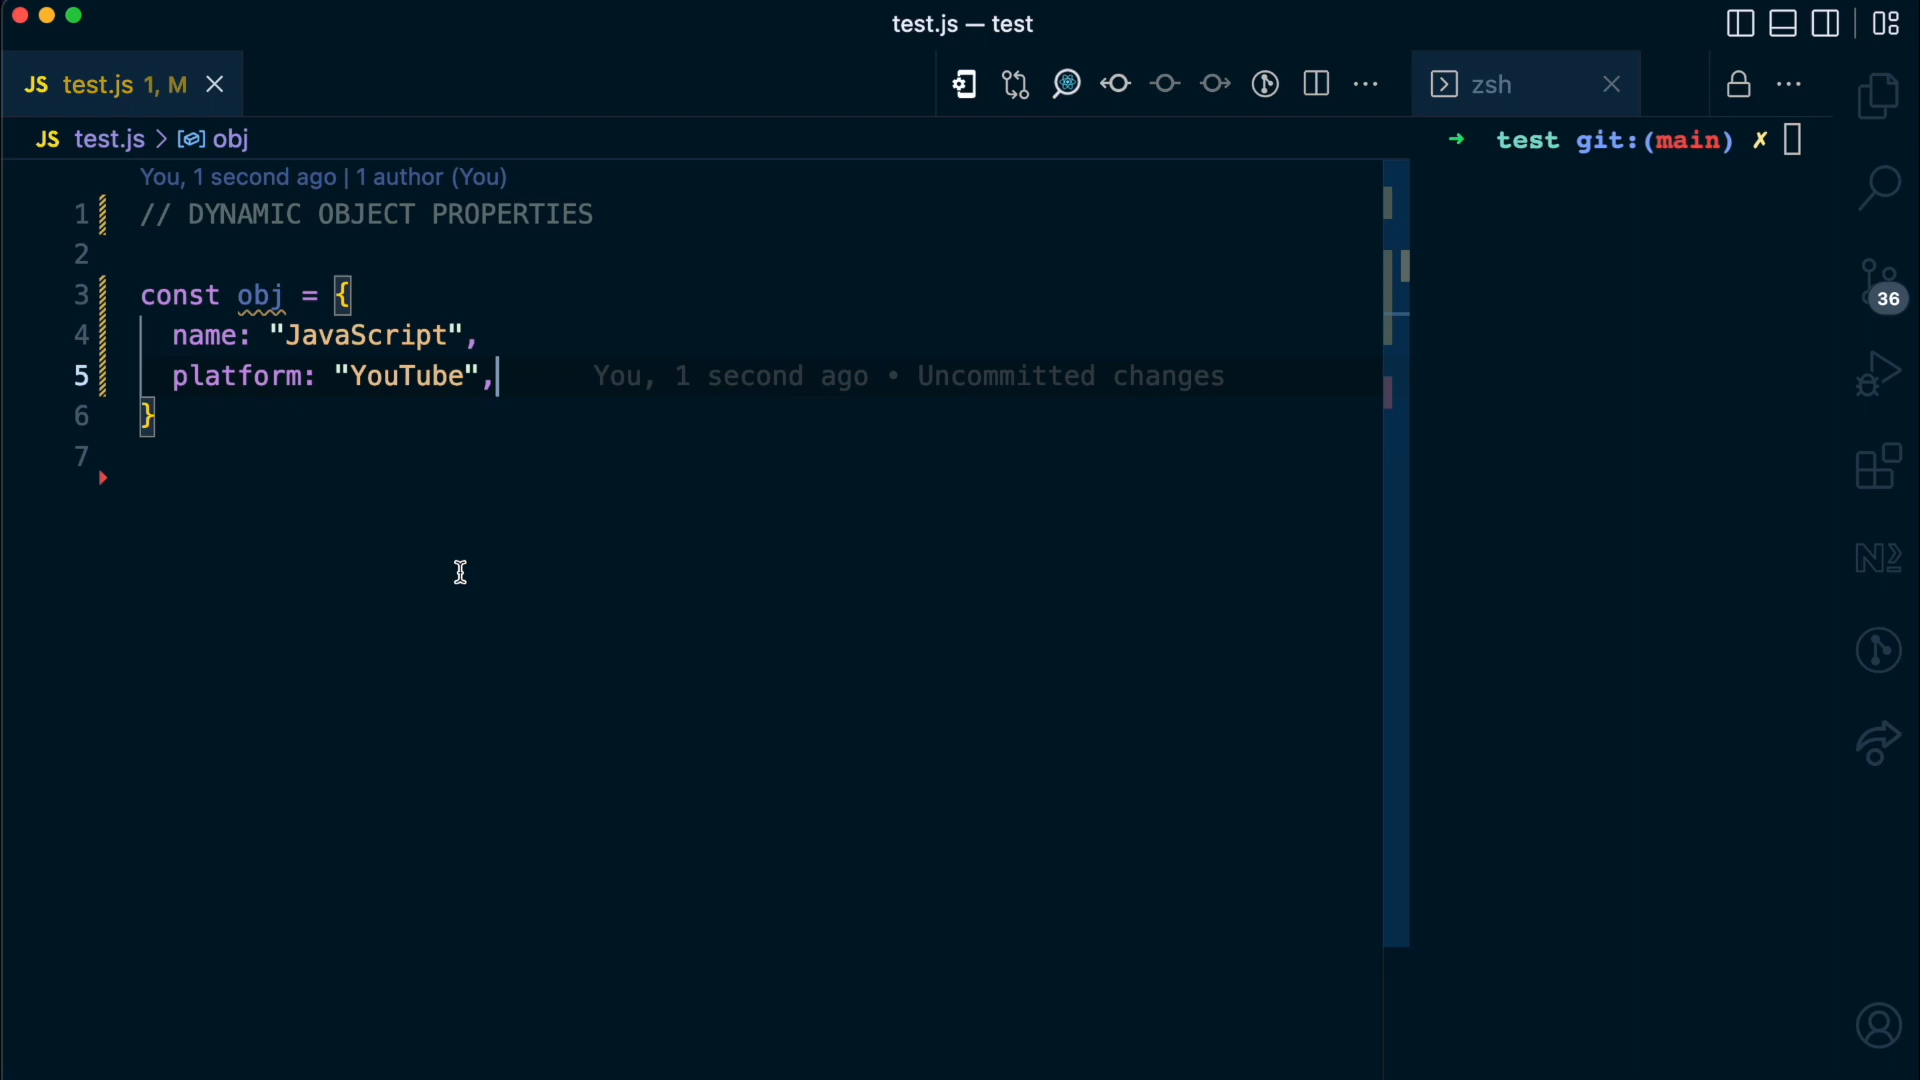 test.js — test
JS test.js 1, M
zsh
JS test.js > obj
➜ test git:(main) ✗
You, 1 second ago | 1 author (You)
1 // DYNAMIC OBJECT PROPERTIES
2
3 const obj = {
4 name: "JavaScript",
5 platform: "YouTube", You, 1 second ago • Uncommitted changes
6 }
7
36